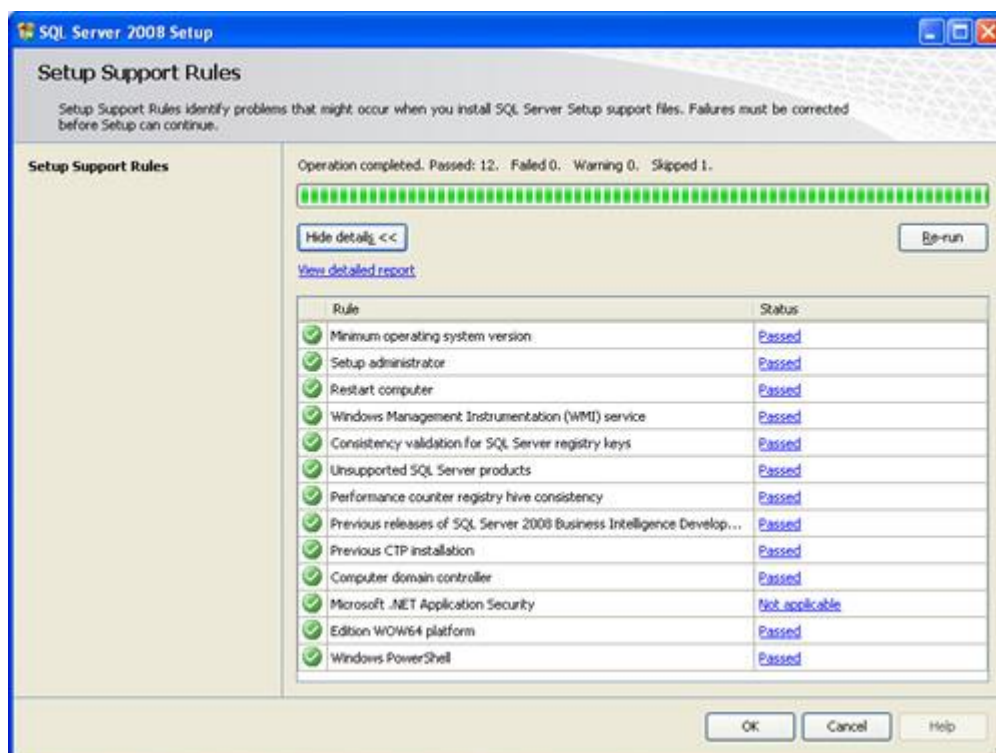 SQL Server 2008 Setup
Setup Support Rules
Setup Support Rules identify problems that might occur when you install SQL Server Setup support files. Failures must be corrected
before Setup can continue.
Setup Support Rules
Operation completed. Passed: 12. Failed 0. Warning 0. Skipped 1.
Hide details <<
Re-run
View detailed report
Rule Status
Minimum operating system version Passed
Setup administrator Passed
Restart computer Passed
Windows Management Instrumentation (WMI) service Passed
Consistency validation for SQL Server registry keys Passed
Unsupported SQL Server products Passed
Performance counter registry hive consistency Passed
Previous releases of SQL Server 2008 Business Intelligence Develop... Passed
Previous CTP installation Passed
Computer domain controller Passed
Microsoft .NET Application Security Not applicable
Edition WOW64 platform Passed
Windows PowerShell Passed
OK Cancel Help